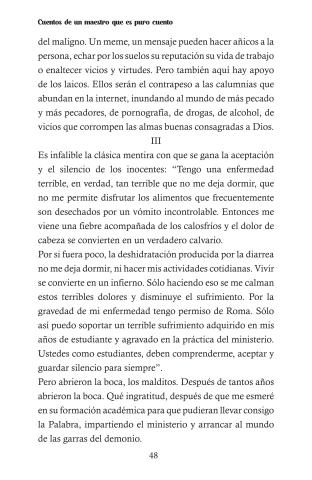 Cuentos de un maestro que es puro cuento
del maligno. Un meme, un mensaje pueden hacer añicos a la
persona, echar por los suelos su reputación su vida de trabajo
o enaltecer vicios y virtudes. Pero también aquí hay apoyo
de los laicos. Ellos serán el contrapeso a las calumnias que
abundan en la internet, inundando al mundo de más pecado
y más pecadores, de pornografía, de drogas, de alcohol, de
vicios que corrompen las almas buenas consagradas a Dios.
III
Es infalible la clásica mentira con que se gana la aceptación
y el silencio de los inocentes: “Tengo una enfermedad
terrible, en verdad, tan terrible que no me deja dormir, que
no me permite disfrutar los alimentos que frecuentemente
son desechados por un vómito incontrolable. Entonces me
viene una fiebre acompañada de los calosfríos y el dolor de
cabeza se convierten en un verdadero calvario.
Por si fuera poco, la deshidratación producida por la diarrea
no me deja dormir, ni hacer mis actividades cotidianas. Vivir
se convierte en un infierno. Sólo haciendo eso se me calman
estos terribles dolores y disminuye el sufrimiento. Por la
gravedad de mi enfermedad tengo permiso de Roma. Sólo
así puedo soportar un terrible sufrimiento adquirido en mis
años de estudiante y agravado en la práctica del ministerio.
Ustedes como estudiantes, deben comprenderme, aceptar y
guardar silencio para siempre”.
Pero abrieron la boca, los malditos. Después de tantos años
abrieron la boca. Qué ingratitud, después de que me esmeré
en su formación académica para que pudieran llevar consigo
la Palabra, impartiendo el ministerio y arrancar al mundo
de las garras del demonio.
48